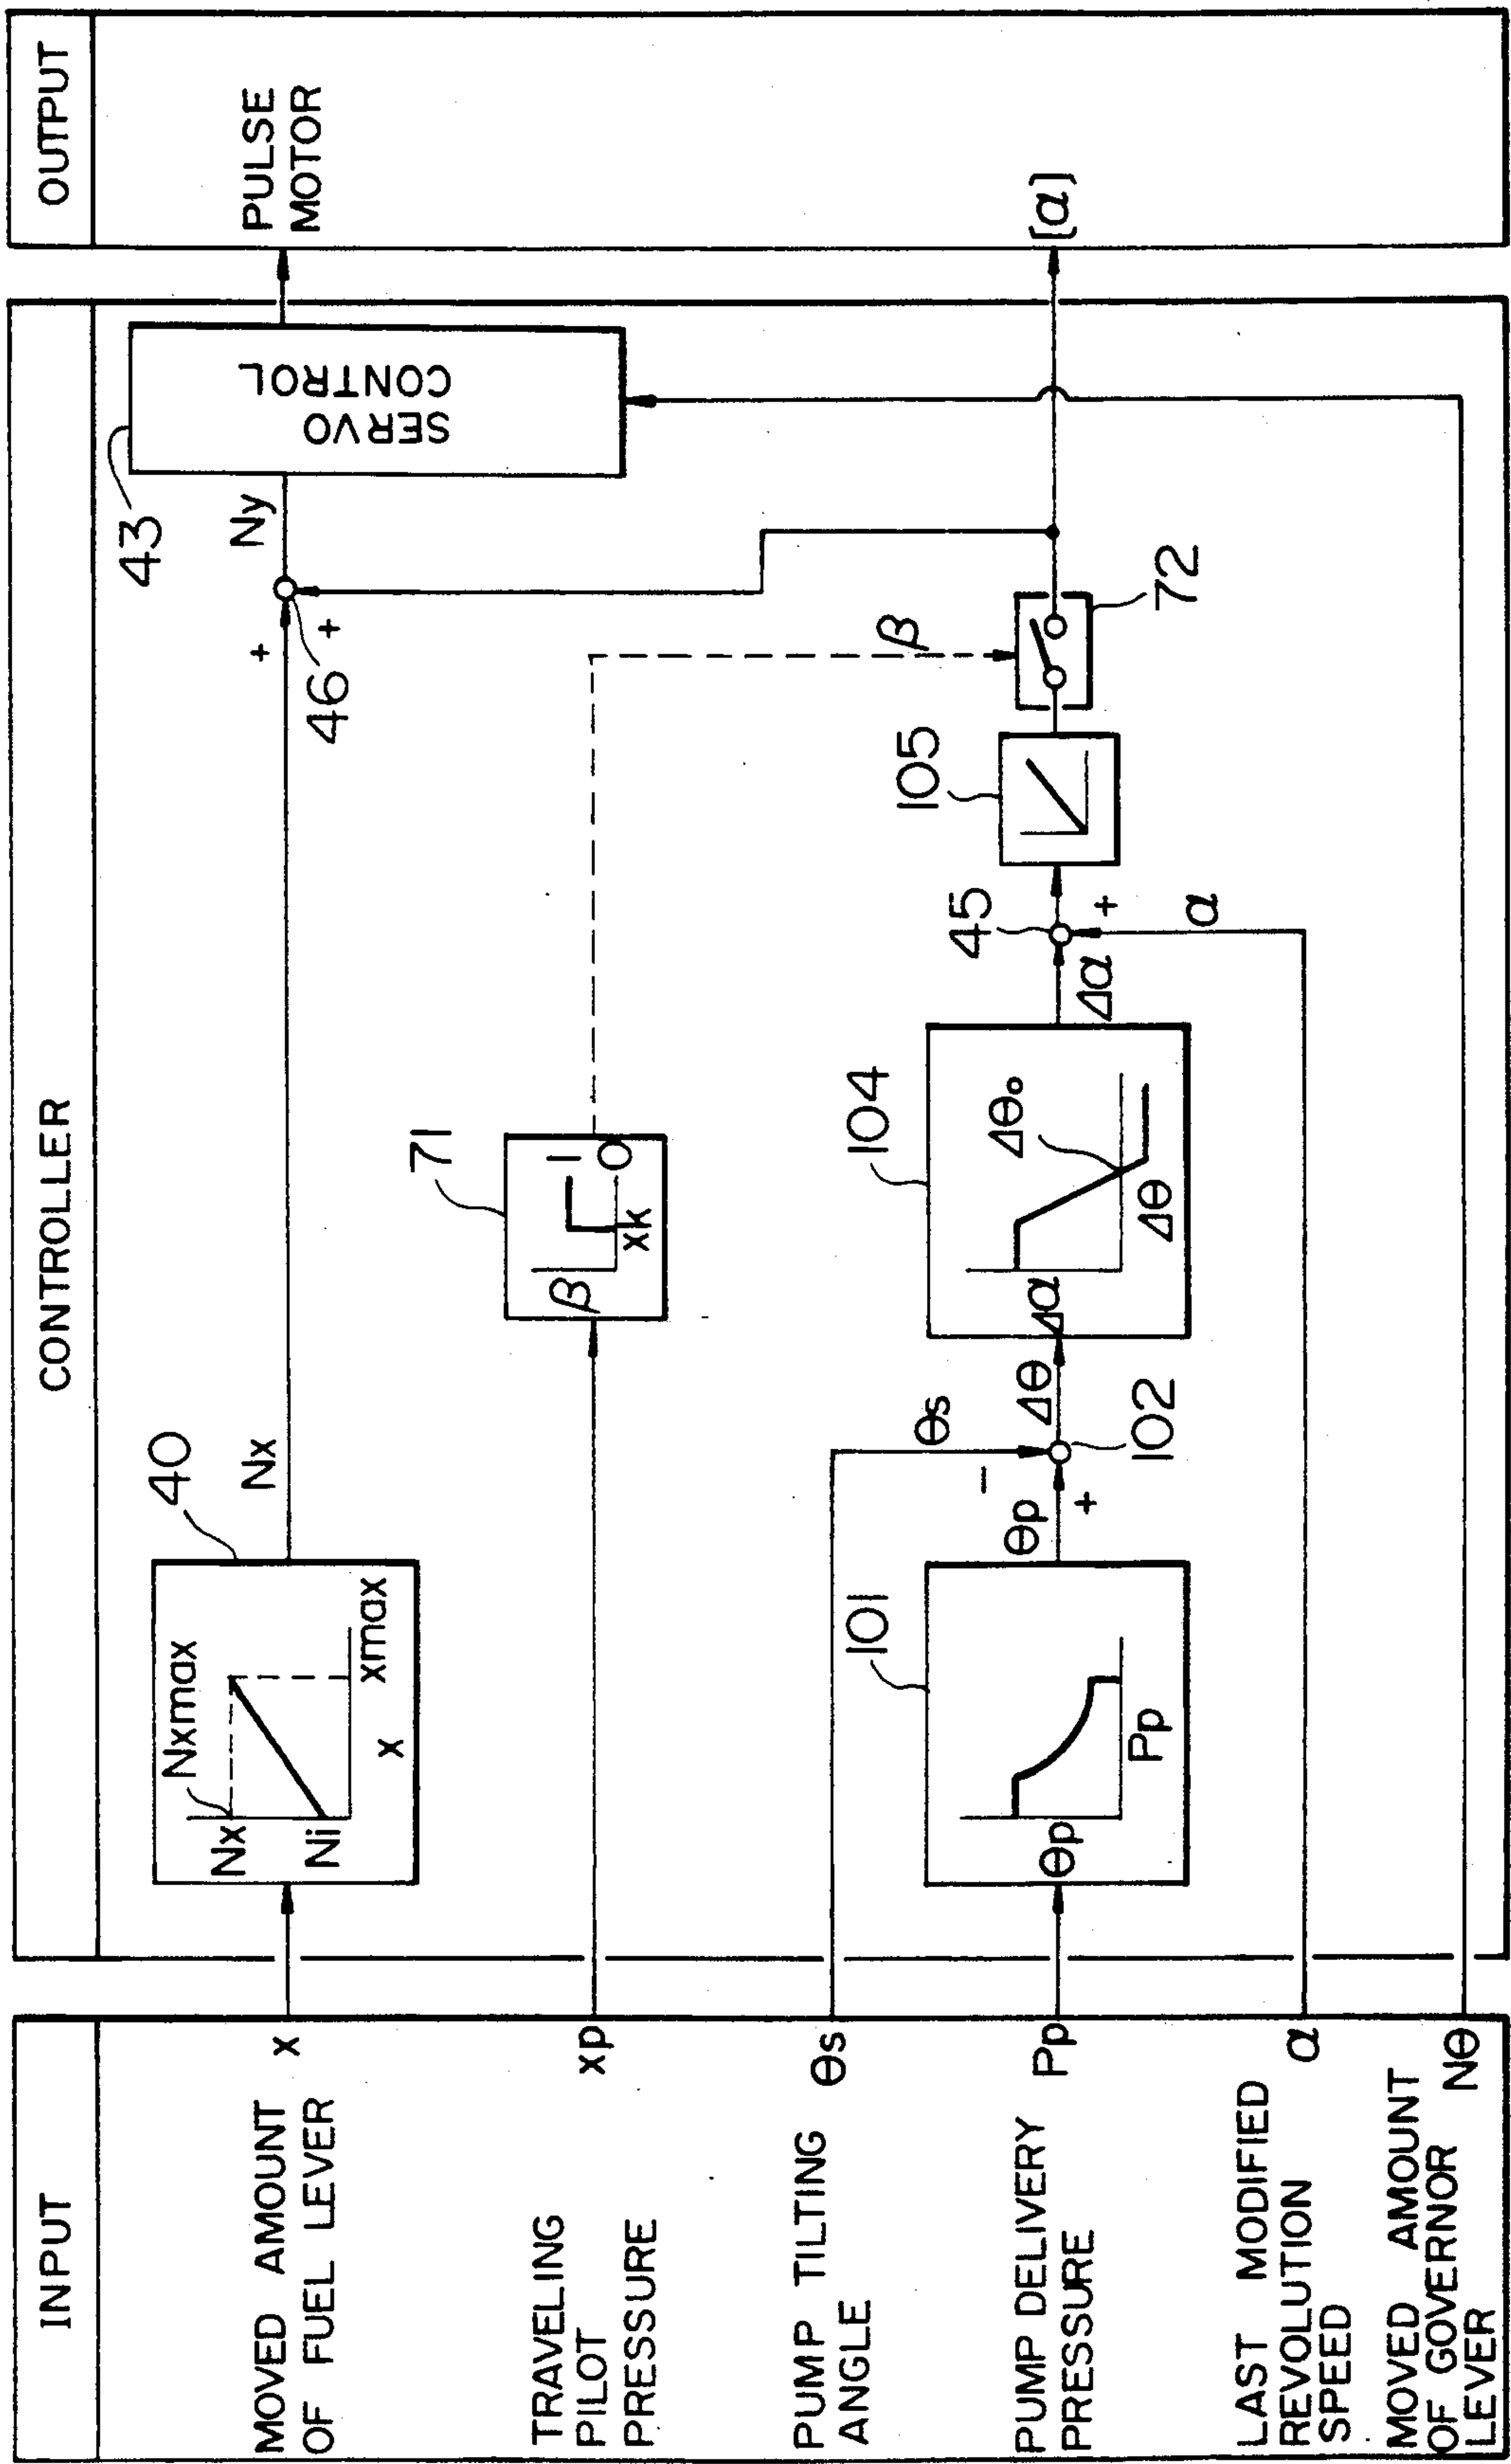 INPUT
MOVED AMOUNT
OF FUEL LEVER
x
TRAVELING
PILOT
PRESSURE
xp
PUMP TILTING
ANGLE
θs
PUMP DELIVERY
PRESSURE
Pp
LAST MODIFIED
REVOLUTION
SPEED
α
MOVED AMOUNT
OF GOVERNOR
LEVER
Nθ
CONTROLLER
40
Nxmax
Nx
Ni
x
xmax
Nx
71
β
1
0
xk
β
101
θp
Pp
θp
+
θs
-
102
Δθ
104
Δα
Δθo
Δθ
Δα
45
+
α
105
72
+
+
46
Ny
43
SERVO
CONTROL
OUTPUT
PULSE
MOTOR
[α]